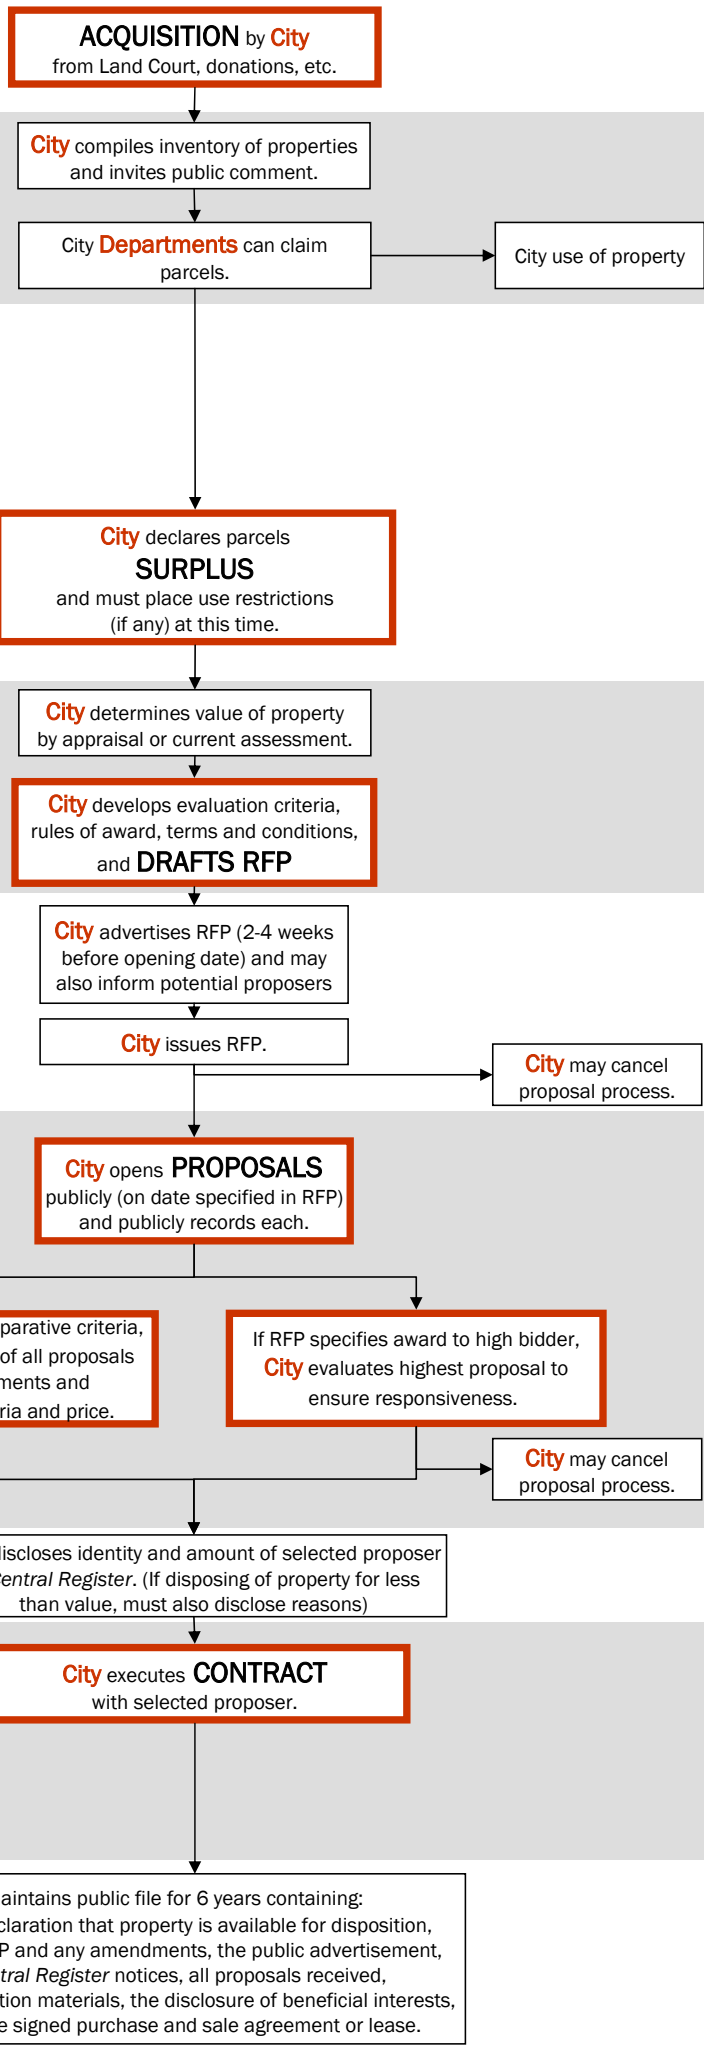 ACQUISITION by City
from Land Court, donations, etc.
City compiles inventory of properties
and invites public comment.
City Departments can claim
parcels.
City use of property
City declares parcels
SURPLUS
and must place use restrictions
(if any) at this time.
City determines value of property
by appraisal or current assessment.
City develops evaluation criteria,
rules of award, terms and conditions,
and DRAFTS RFP
City advertises RFP (2-4 weeks
before opening date) and may
also inform potential proposers
City issues RFP.
City may cancel
proposal process.
City opens PROPOSALS
publicly (on date specified in RFP)
and publicly records each.
parative criteria,
of all proposals
ments and
ria and price.
If RFP specifies award to high bidder,
City evaluates highest proposal to
ensure responsiveness.
City may cancel
proposal process.
iscloses identity and amount of selected proposer
entral Register. (If disposing of property for less
than value, must also disclose reasons)
City executes CONTRACT
with selected proposer.
aintains public file for 6 years containing:
claration that property is available for disposition,
P and any amendments, the public advertisement,
tral Register notices, all proposals received,
tion materials, the disclosure of beneficial interests,
e signed purchase and sale agreement or lease.